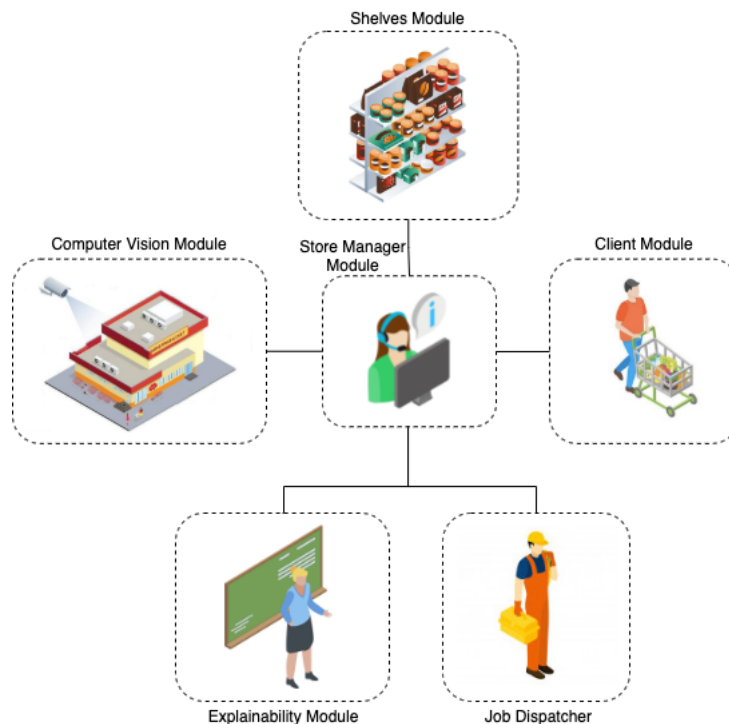 Shelves Module
Computer Vision Module
Store Manager
Module
Client Module
Explainability Module
Job Dispatcher